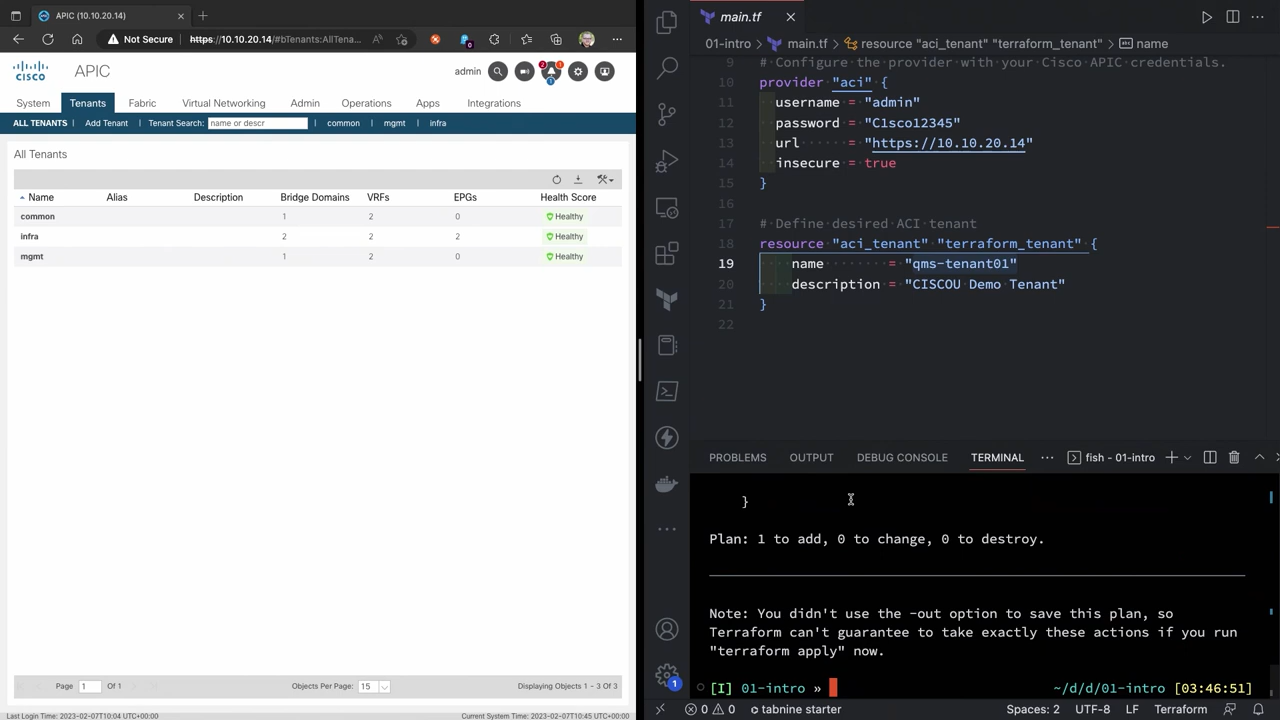 APIC (10.10.20.14)
Not Secure
https://10.10.20.14/#bTenants:AllTena...
0
CISCO
APIC
admin
2
1
1
System
Tenants
Fabric
Virtual Networking
Admin
Operations
Apps
Integrations
ALL TENANTS | Add Tenant | Tenant Search: name or descr | common | mgmt | infra
All Tenants
Name Alias Description Bridge Domains VRFs EPGs Health Score
common 1 2 0 Healthy
infra 2 2 2 Healthy
mgmt 1 2 0 Healthy
Page 1 Of 1 Objects Per Page: 15 Displaying Objects 1 - 3 Of 3
Last Login Time: 2023-02-07T10:04 UTC+00:00 Current System Time: 2023-02-07T10:45 UTC+00:00
main.tf
01-intro > main.tf > resource "aci_tenant" "terraform_tenant" > name
9 # Configure the provider with your Cisco APIC credentials.
10 provider "aci" {
11 username = "admin"
12 password = "C1sco12345"
13 url = "https://10.10.20.14"
14 insecure = true
15 }
16
17 # Define desired ACI tenant
18 resource "aci_tenant" "terraform_tenant" {
19 name = "qms-tenant01"
20 description = "CISCOU Demo Tenant"
21 }
22
PROBLEMS OUTPUT DEBUG CONSOLE TERMINAL ... fish - 01-intro
}
Plan: 1 to add, 0 to change, 0 to destroy.
Note: You didn't use the -out option to save this plan, so
Terraform can't guarantee to take exactly these actions if you run
"terraform apply" now.
[I] 01-intro » ~/d/d/01-intro [03:46:51]
1
0 0 tabnine starter Spaces: 2 UTF-8 LF Terraform